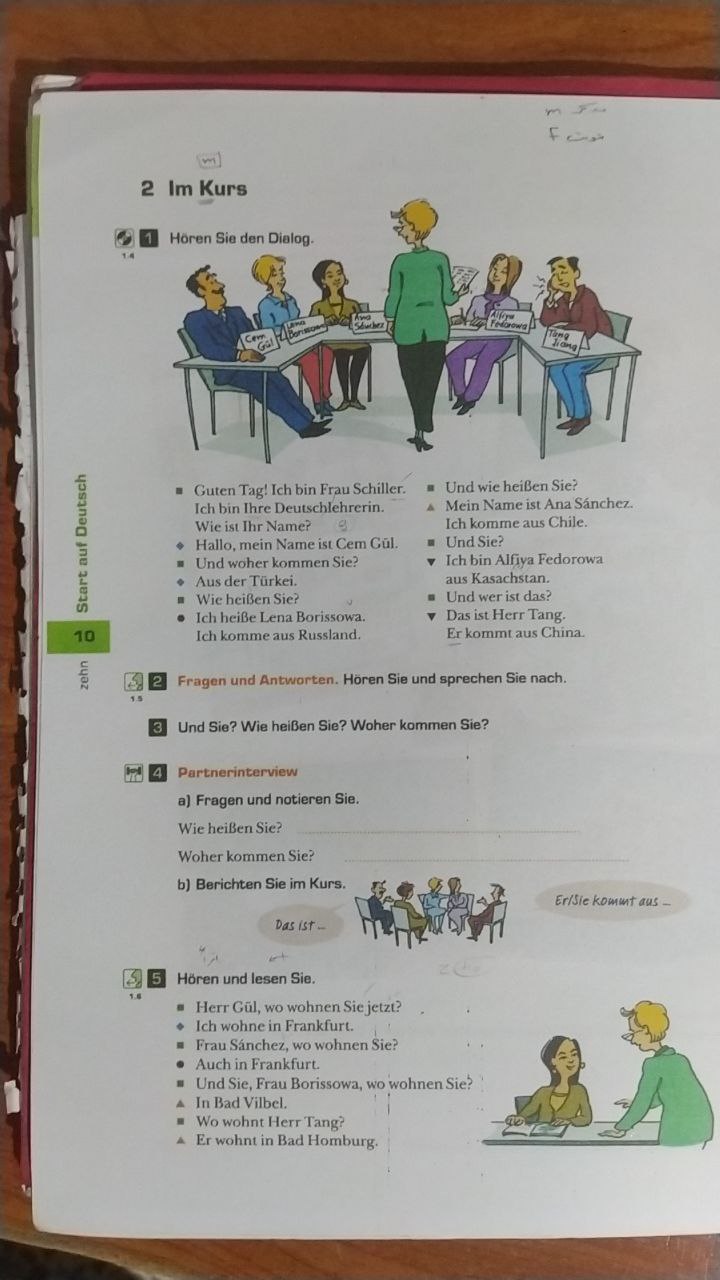 m
F
m
2 Im Kurs
1 Hören Sie den Dialog.
1.4
Cem
Gül
Lena
Borissowa
Ana
Sánchez
Alfiya
Fedorowa
Tang
Jiang
■ Guten Tag! Ich bin Frau Schiller.
Ich bin Ihre Deutschlehrerin.
Wie ist Ihr Name?
◆ Hallo, mein Name ist Cem Gül.
■ Und woher kommen Sie?
◆ Aus der Türkei.
■ Wie heißen Sie?
● Ich heiße Lena Borissowa.
Ich komme aus Russland.
■ Und wie heißen Sie?
▲ Mein Name ist Ana Sánchez.
Ich komme aus Chile.
■ Und Sie?
▼ Ich bin Alfiya Fedorowa
aus Kasachstan.
■ Und wer ist das?
▼ Das ist Herr Tang.
Er kommt aus China.
Start auf Deutsch
10
zehn
2 Fragen und Antworten. Hören Sie und sprechen Sie nach.
1.5
3 Und Sie? Wie heißen Sie? Woher kommen Sie?
4 Partnerinterview
a) Fragen und notieren Sie.
Wie heißen Sie?
Woher kommen Sie?
b) Berichten Sie im Kurs.
Das ist ...
Er/Sie kommt aus ...
5 Hören und lesen Sie.
1.6
■ Herr Gül, wo wohnen Sie jetzt?
◆ Ich wohne in Frankfurt.
■ Frau Sánchez, wo wohnen Sie?
● Auch in Frankfurt.
■ Und Sie, Frau Borissowa, wo wohnen Sie?
▲ In Bad Vilbel.
■ Wo wohnt Herr Tang?
▲ Er wohnt in Bad Homburg.